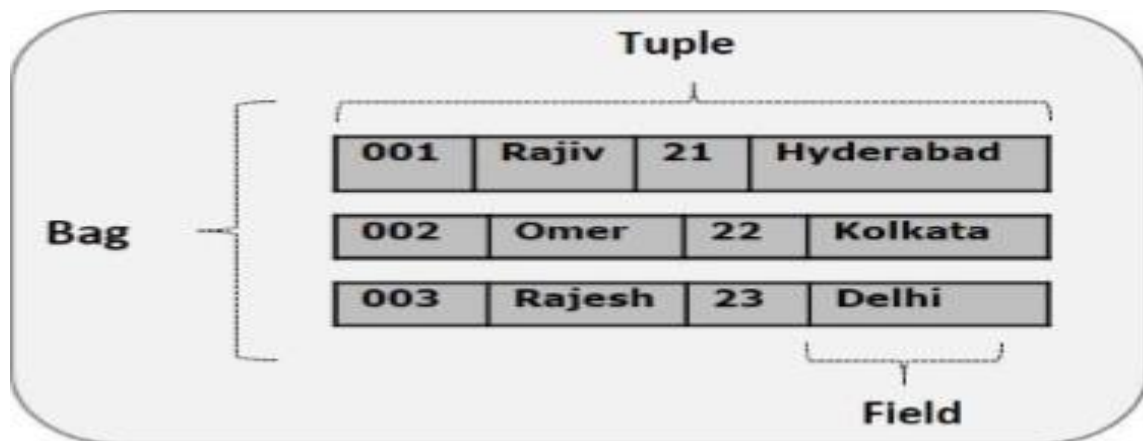 Tuple
001 Rajiv 21 Hyderabad
Bag
002 Omer 22 Kolkata
003 Rajesh 23 Delhi
Field